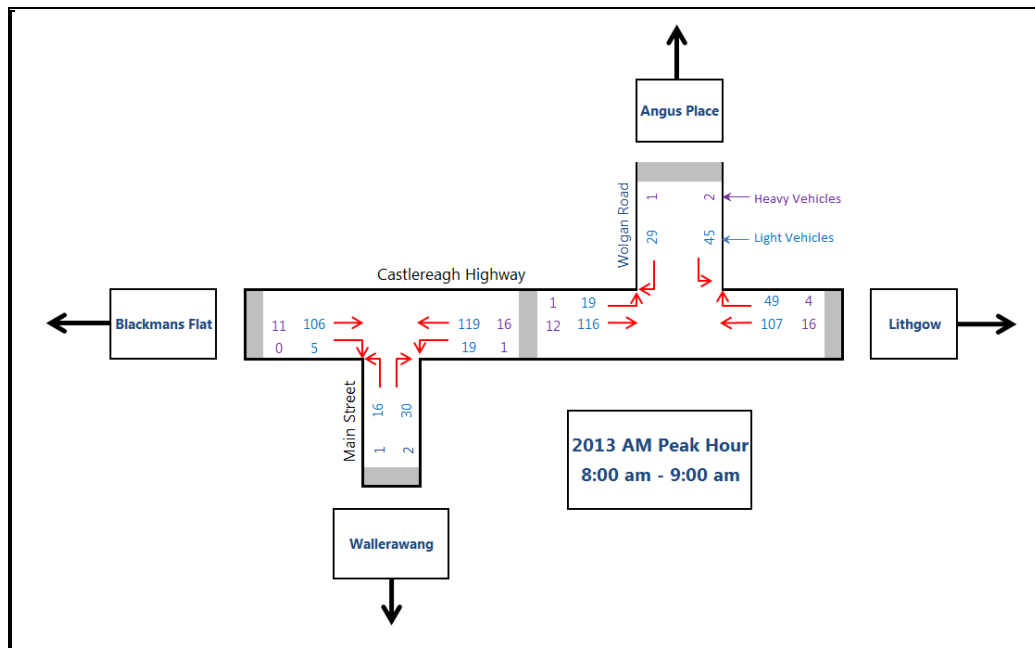 Angus Place
Wolgan Road
1
2
Heavy Vehicles
29
45
Light Vehicles
Castlereagh Highway
Blackmans Flat
11 106
0 5
119 16
19 1
1 19
12 116
49 4
107 16
Lithgow
Main Street
16 30
1 2
2013 AM Peak Hour
8:00 am - 9:00 am
Wallerawang